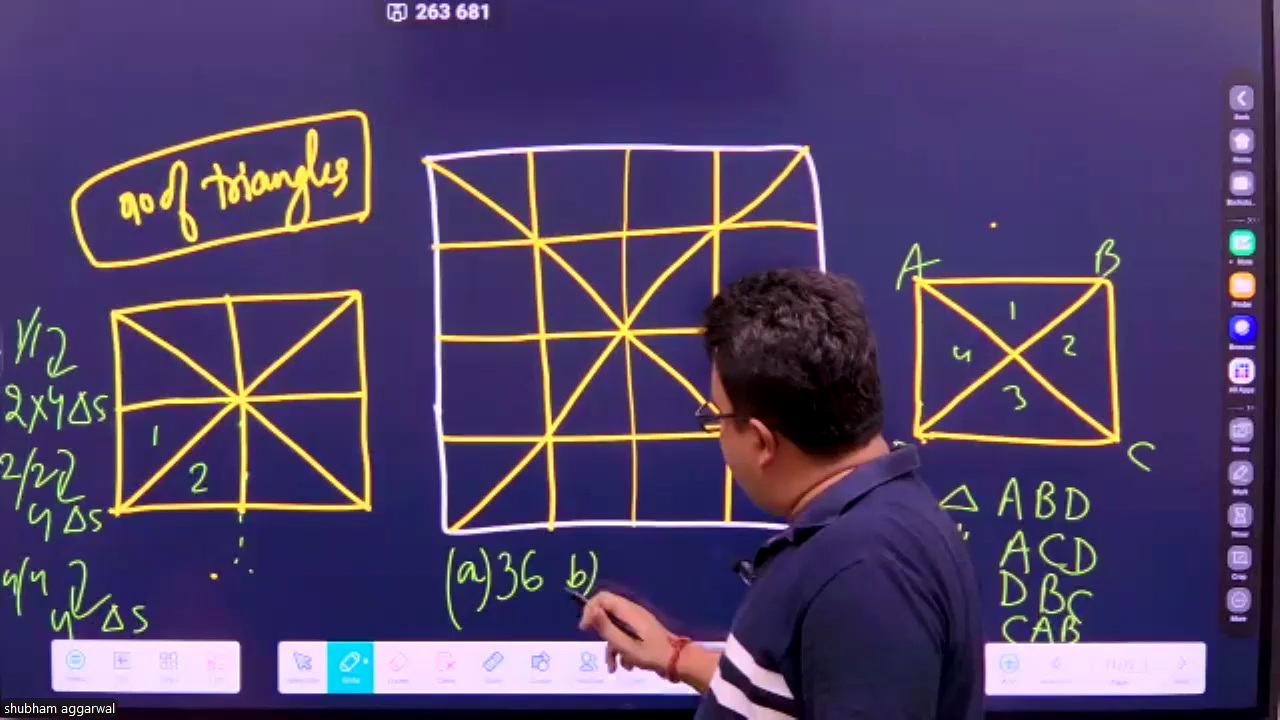 263 681
no of triangles
1/1
2x4 Δs
2/2
4 Δs
4/4
4 Δs
1
2
(a) 36 b)
A B
1
4 2
3
C
Δ ABD
" ACD
DBC
CAB
shubham aggarwal